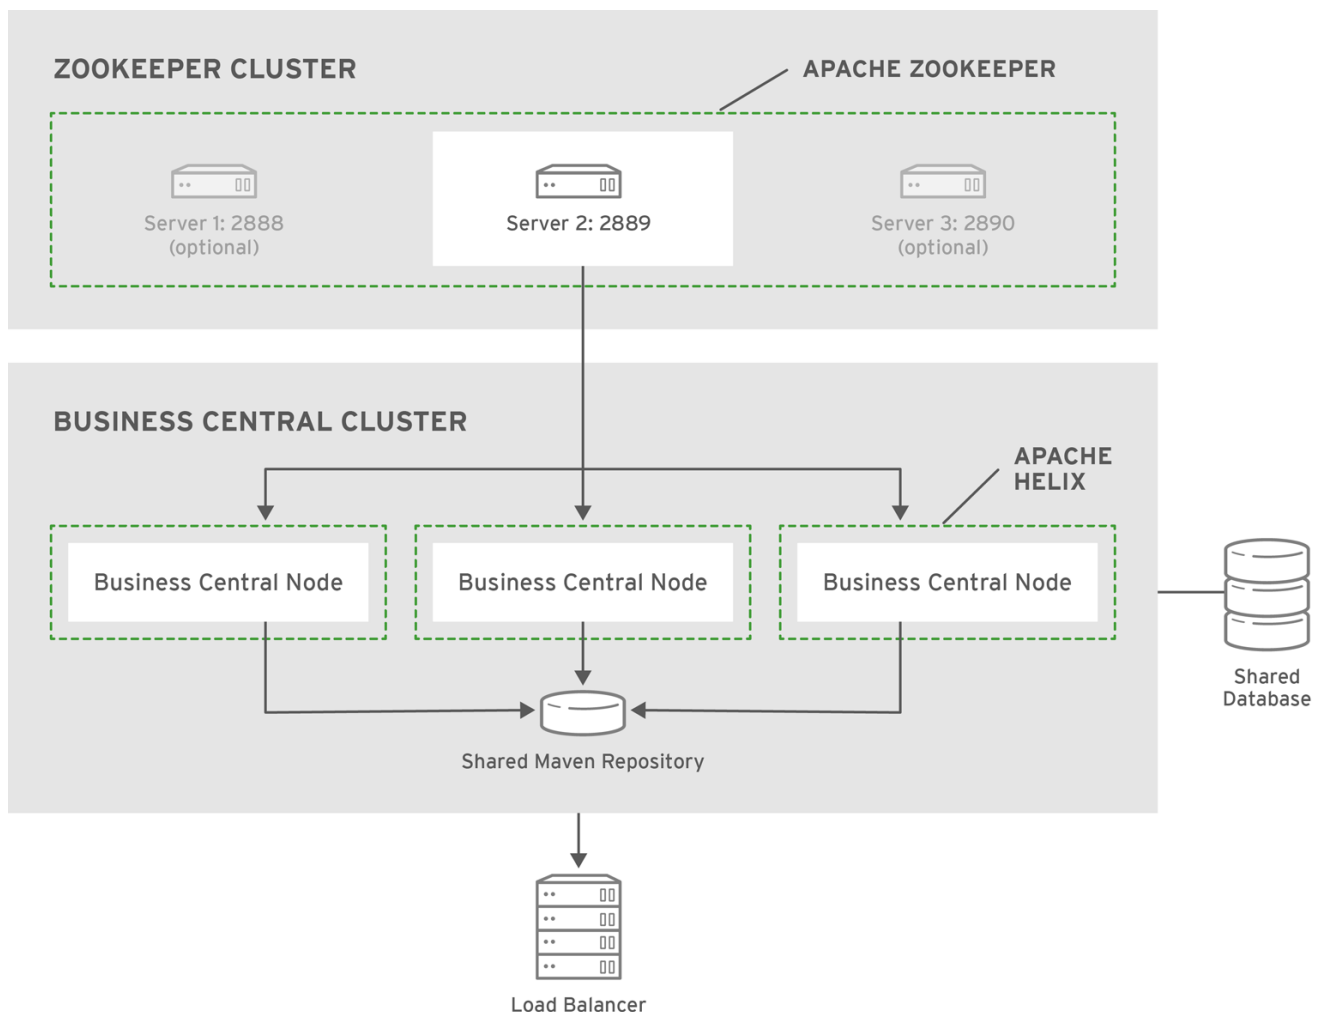 ZOOKEEPER CLUSTER
APACHE ZOOKEEPER
Server 1: 2888
(optional)
Server 2: 2889
Server 3: 2890
(optional)
BUSINESS CENTRAL CLUSTER
APACHE
HELIX
Business Central Node
Business Central Node
Business Central Node
Shared
Database
Shared Maven Repository
Load Balancer